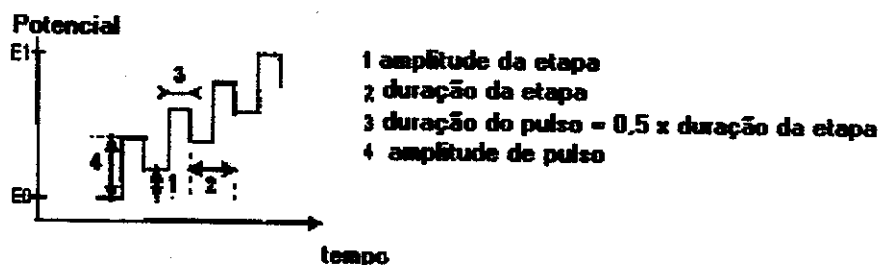 Potencial
E1
3
4
1
2
E0
tempo
1 amplitude da etapa
2 duração da etapa
3 duração do pulso = 0,5 x duração da etapa
4 amplitude de pulso